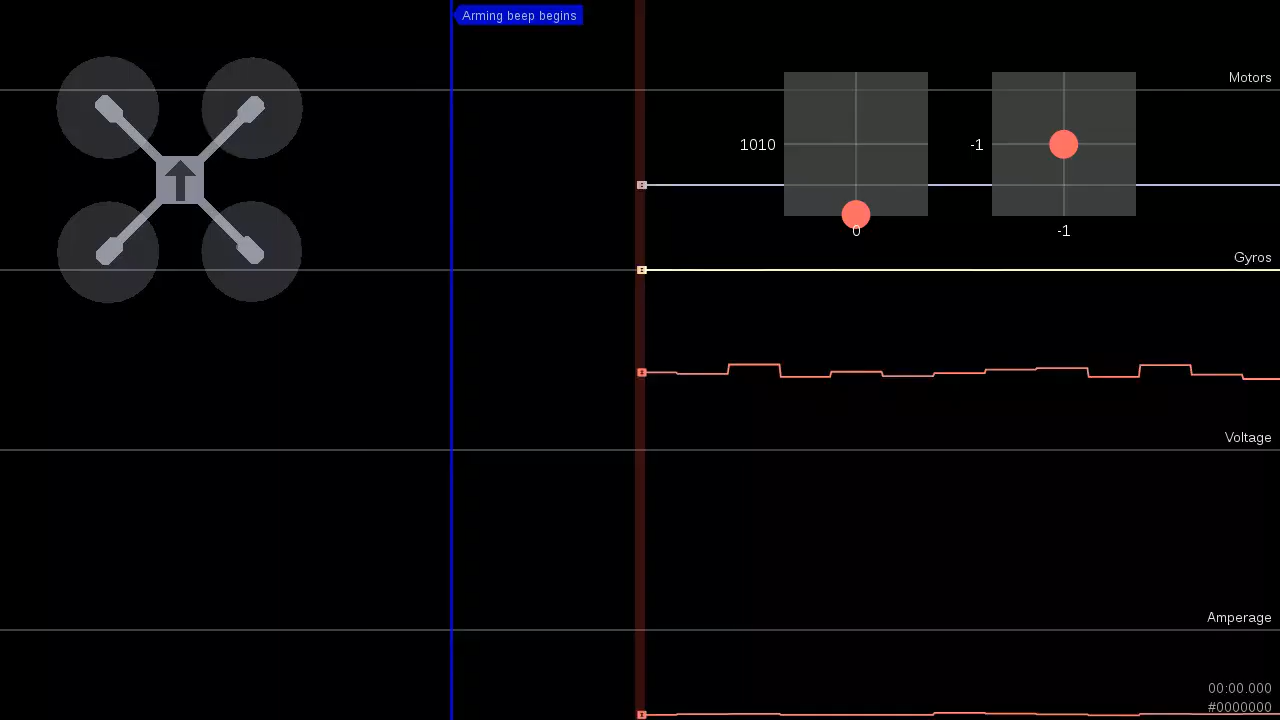 Arming beep begins
Motors
1010
-1
0
-1
Gyros
Voltage
Amperage
00:00.000
#0000000